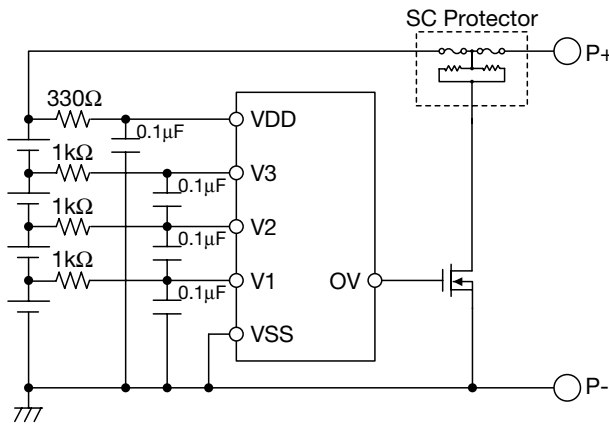 SC Protector
P+
330Ω
VDD
0.1μF
1kΩ
V3
0.1μF
1kΩ
V2
0.1μF
1kΩ
V1
OV
0.1μF
VSS
P-